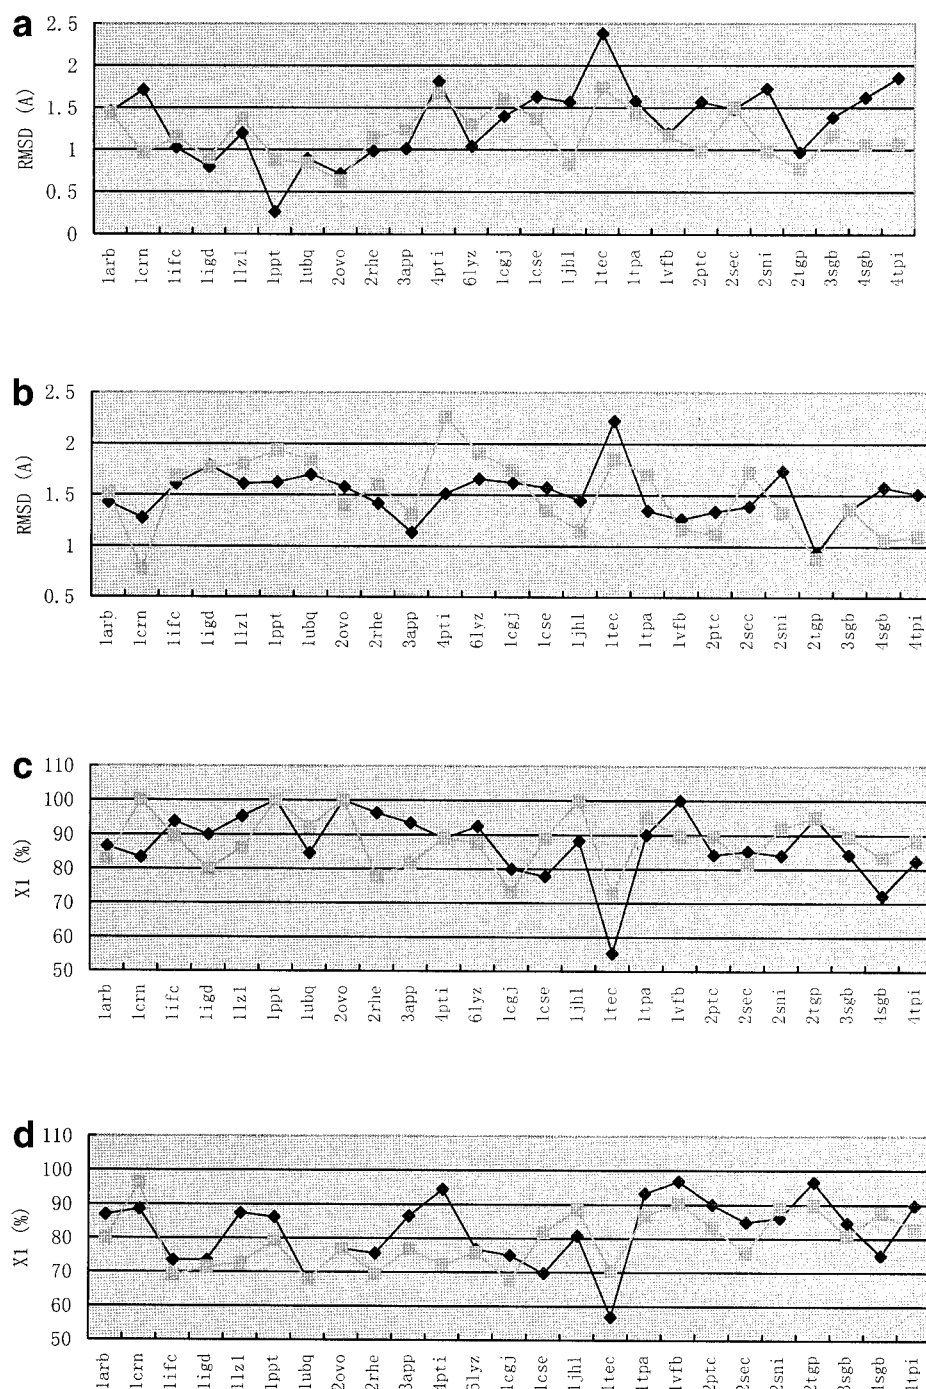 a
2.5
2
1.5
1
0.5
0
RMSD (A)
1arb 1crn 1ifc 1igd 1lzl 1ppt 1ubq 2ovo 2rhe 3app 4pti 6lyz 1cgj 1cse 1jhl 1tec 1tpa 1vfb 2ptc 2sec 2sni 2tgp 3sgb 4sgb 4tpi
b
2.5
2
1.5
1
0.5
RMSD (A)
1arb 1crn 1ifc 1igd 1lzl 1ppt 1ubq 2ovo 2rhe 3app 4pti 6lyz 1cgj 1cse 1jhl 1tec 1tpa 1vfb 2ptc 2sec 2sni 2tgp 3sgb 4sgb 4tpi
c
110
100
90
80
70
60
50
X1 (%)
1arb 1crn 1ifc 1igd 1lzl 1ppt 1ubq 2ovo 2rhe 3app 4pti 6lyz 1cgj 1cse 1jhl 1tec 1tpa 1vfb 2ptc 2sec 2sni 2tgp 3sgb 4sgb 4tpi
d
110
100
90
80
70
60
50
X1 (%)
1arb 1crn 1ifc 1igd 1lzl 1ppt 1ubq 2ovo 2rhe 3app 4pti 6lyz 1cgj 1cse 1jhl 1tec 1tpa 1vfb 2ptc 2sec 2sni 2tgp 3sgb 4sgb 4tpi